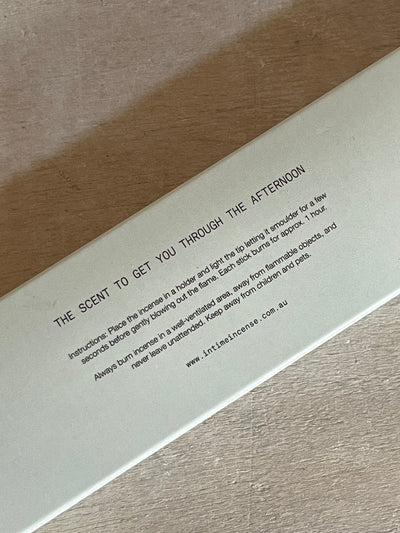 THE SCENT TO GET YOU THROUGH THE AFTERNOON
Instructions: Place the incense in a holder and light the tip letting it smoulder for a few
seconds before gently blowing out the flame. Each stick burns for approx. 1 hour.
Always burn incense in a well-ventilated area, away from flammable objects, and
never leave unattended. Keep away from children and pets.
www.intimeincense.com.au